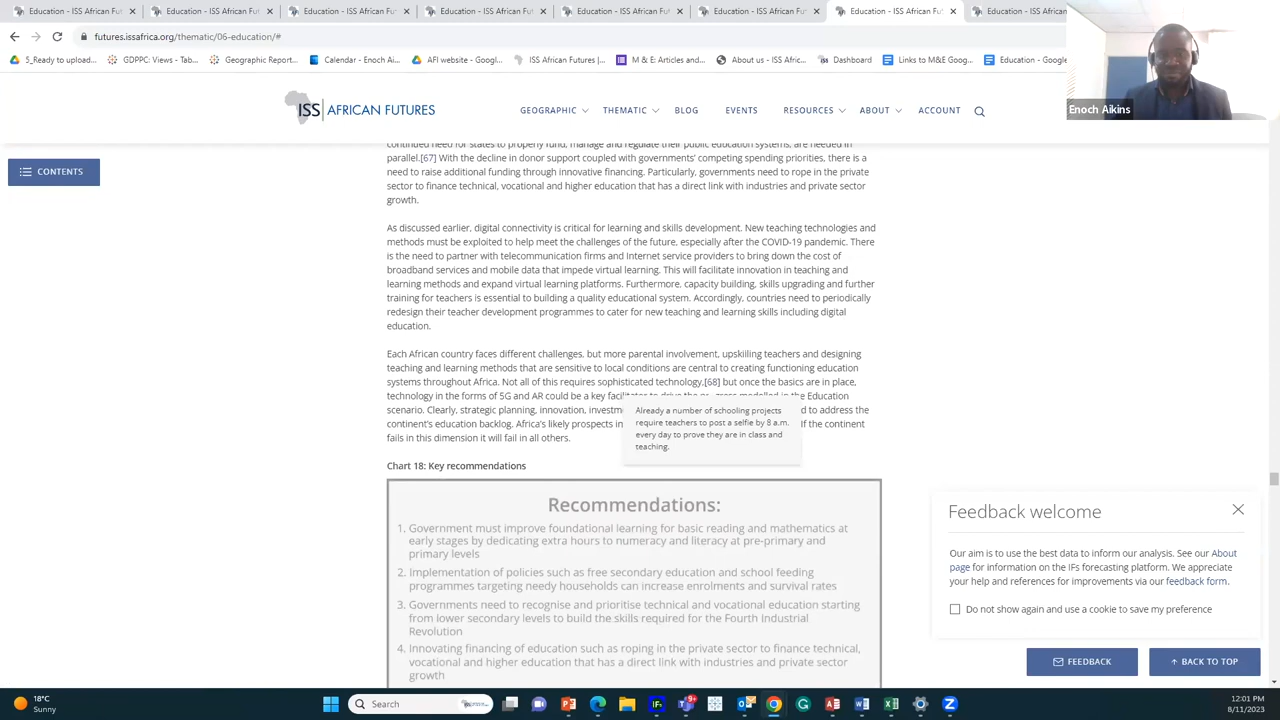 Education - ISS African Futures
Education - ISS African Futures
Education - ISS African Futures
Education - ISS African Futures
Education - ISS African Futures
Education - ISS African Futures
Education - ISS Afric
futures.issafrica.org/thematic/06-education/#
5_Ready to upload...
GDPPC: Views - Tab...
Geographic Report...
Calendar - Enoch Ai...
AFI website - Googl...
ISS African Futures |...
M & E: Articles and...
About us - ISS Afric...
Dashboard
Links to M&E Goog...
Education - Google
ISS AFRICAN FUTURES
GEOGRAPHIC
THEMATIC
BLOG
EVENTS
RESOURCES
ABOUT
ACCOUNT
Enoch Aikins
CONTENTS
continued need for states to properly fund, manage and regulate their public education systems, are needed in
parallel.[67] With the decline in donor support coupled with governments' competing spending priorities, there is a
need to raise additional funding through innovative financing. Particularly, governments need to rope in the private
sector to finance technical, vocational and higher education that has a direct link with industries and private sector
growth.
As discussed earlier, digital connectivity is critical for learning and skills development. New teaching technologies and
methods must be exploited to help meet the challenges of the future, especially after the COVID-19 pandemic. There
is the need to partner with telecommunication firms and Internet service providers to bring down the cost of
broadband services and mobile data that impede virtual learning. This will facilitate innovation in teaching and
learning methods and expand virtual learning platforms. Furthermore, capacity building, skills upgrading and further
training for teachers is essential to building a quality educational system. Accordingly, countries need to periodically
redesign their teacher development programmes to cater for new teaching and learning skills including digital
education.
Each African country faces different challenges, but more parental involvement, upskiiling teachers and designing
teaching and learning methods that are sensitive to local conditions are central to creating functioning education
systems throughout Africa. Not all of this requires sophisticated technology,[68] but once the basics are in place,
technology in the forms of 5G and AR could be a key facilitator to drive the progress modelled in the Education
scenario. Clearly, strategic planning, innovation, investm d to address the
continent's education backlog. Africa's likely prospects in If the continent
fails in this dimension it will fail in all others.
Already a number of schooling projects
require teachers to post a selfie by 8 a.m.
every day to prove they are in class and
teaching.
Chart 18: Key recommendations
Recommendations:
1. Government must improve foundational learning for basic reading and mathematics at
early stages by dedicating extra hours to numeracy and literacy at pre-primary and
primary levels
2. Implementation of policies such as free secondary education and school feeding
programmes targeting needy households can increase enrolments and survival rates
3. Governments need to recognise and prioritise technical and vocational education starting
from lower secondary levels to build the skills required for the Fourth Industrial
Revolution
4. Innovating financing of education such as roping in the private sector to finance technical,
vocational and higher education that has a direct link with industries and private sector
growth
Feedback welcome
Our aim is to use the best data to inform our analysis. See our About
page for information on the IFs forecasting platform. We appreciate
your help and references for improvements via our feedback form.
Do not show again and use a cookie to save my preference
FEEDBACK
BACK TO TOP
18°C
Sunny
Search
12:01 PM
8/11/2023